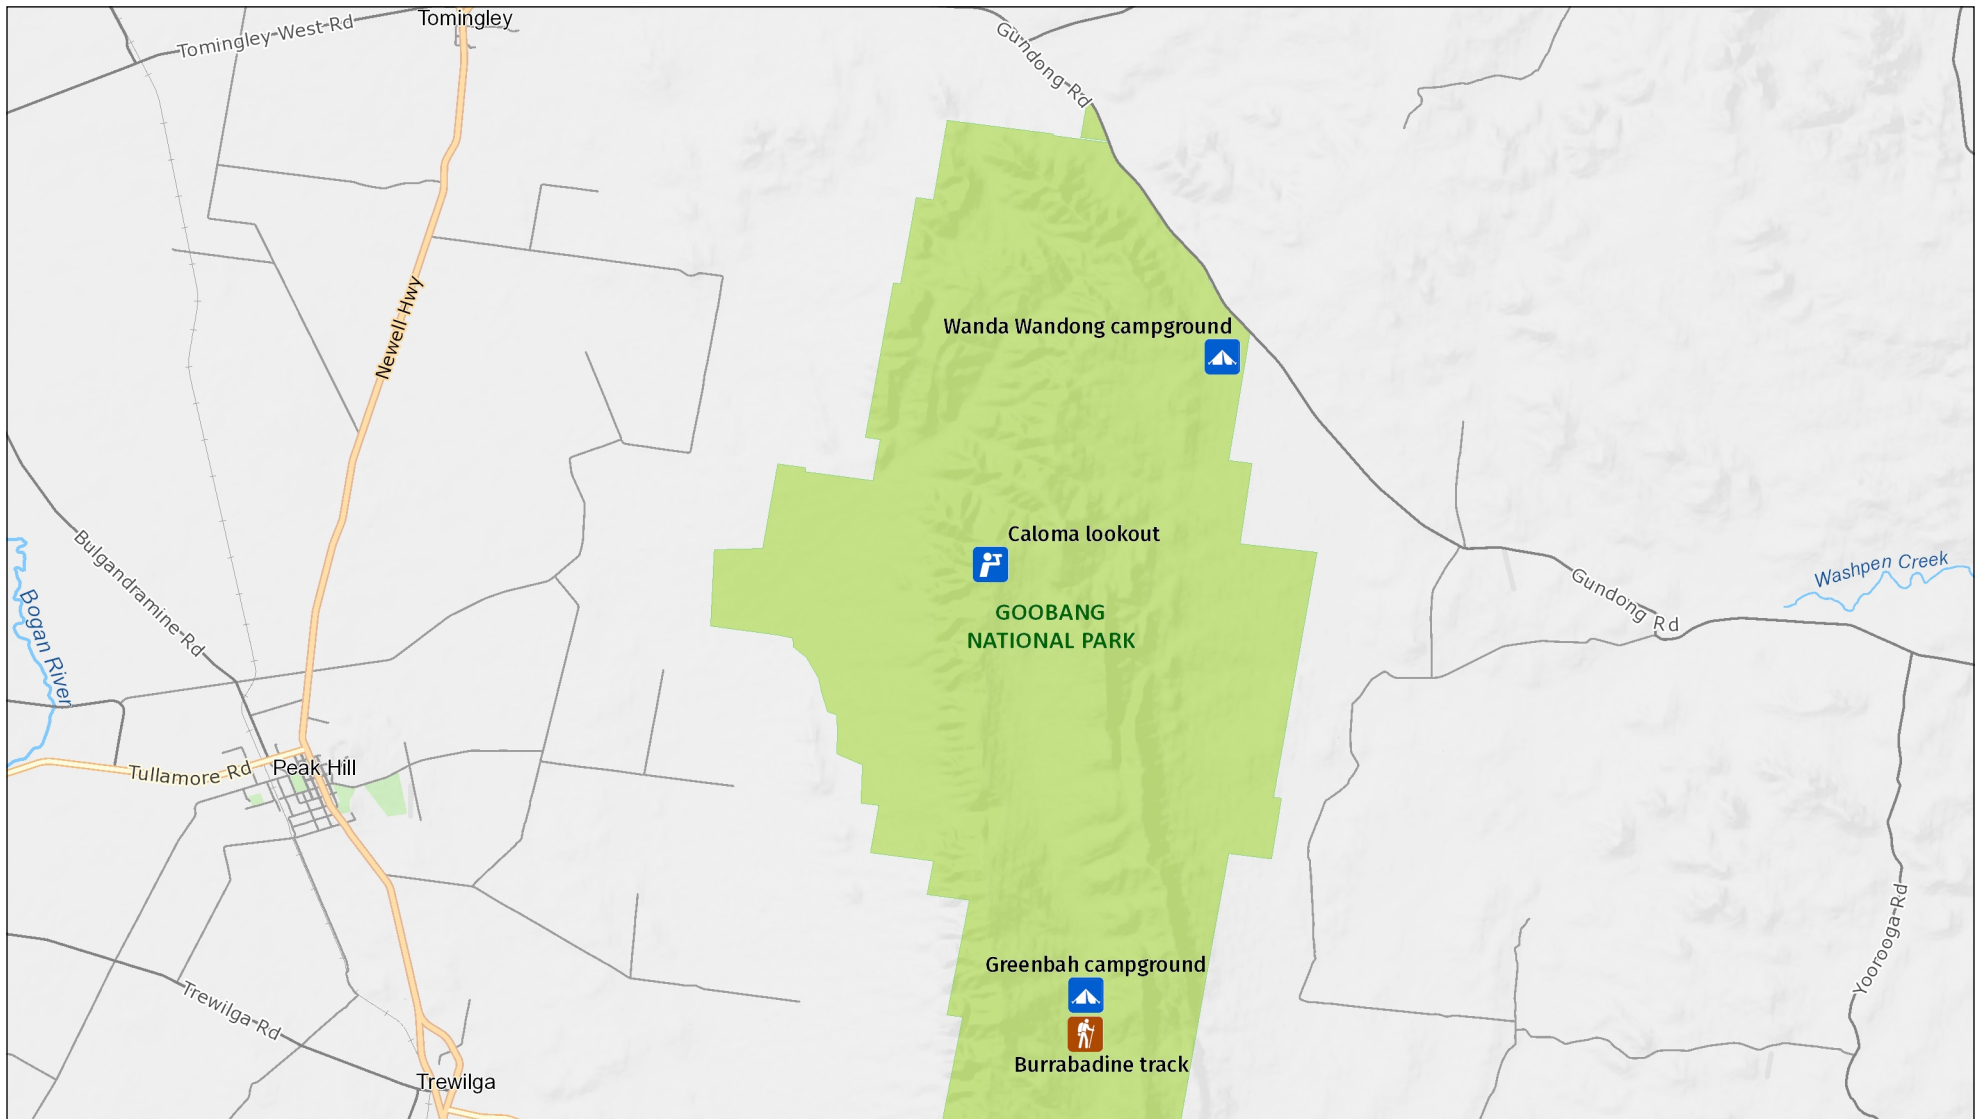 Tomingley
Tomingley West Rd
Gundong Rd
Newell Hwy
Wanda Wandong campground
Caloma lookout
GOOBANG
NATIONAL PARK
Bulgandramine Rd
Bogan River
Washpen Creek
Gundong Rd
Tullamore Rd
Peak Hill
Yoorooga Rd
Greenbah campground
Burrabadine track
Trewilga Rd
Trewilga